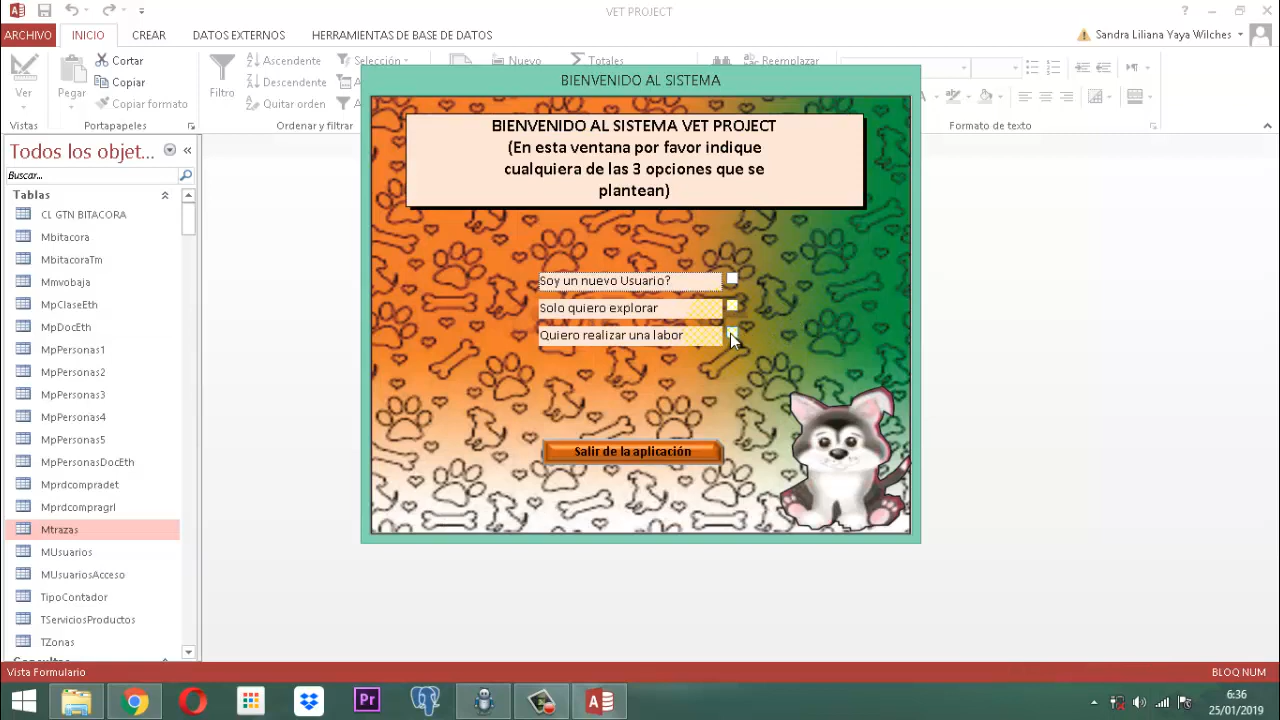 VET PROJECT
ARCHIVO INICIO CREAR DATOS EXTERNOS HERRAMIENTAS DE BASE DE DATOS Sandra Liliana Yaya Wilches
Cortar Ascendente Selección Nuevo Totales Reemplazar
Ver Pegar Copiar Filtro Descendente
Copiar formato Quitar
Vistas Portapapeles Ordenar y filtrar Formato de texto
BIENVENIDO AL SISTEMA
BIENVENIDO AL SISTEMA VET PROJECT
(En esta ventana por favor indique
cualquiera de las 3 opciones que se
plantean)
Soy un nuevo Usuario?
Solo quiero explorar
Quiero realizar una labor
Salir de la aplicación
Todos los objet...
Buscar...
Tablas
CL GTN BITACORA
Mbitacora
MbitacoraTm
Mmvobaja
MpClaseEth
MpDocEth
MpPersonas1
MpPersonas2
MpPersonas3
MpPersonas4
MpPersonas5
MpPersonasDocEth
Mprdcompradet
Mprdcompragrl
Mtrazas
MUsuarios
MUsuariosAcceso
TipoContador
TServiciosProductos
TZonas
Vista Formulario BLOQ NUM
Pr
6:36
25/01/2019